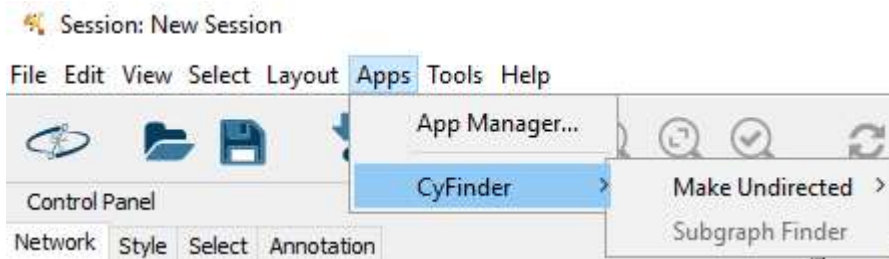 Session: New Session
File Edit View Select Layout Apps Tools Help
App Manager...
CyFinder
Make Undirected
Control Panel
Subgraph Finder
Network Style Select Annotation